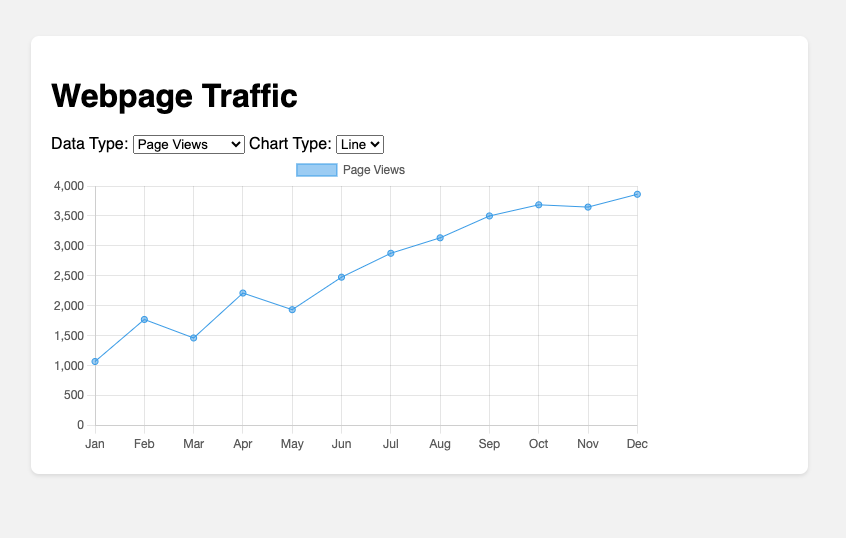 Webpage Traffic
Data Type: Page Views Chart Type: Line
Page Views
4,000
3,500
3,000
2,500
2,000
1,500
1,000
500
0
Jan Feb Mar Apr May Jun Jul Aug Sep Oct Nov Dec